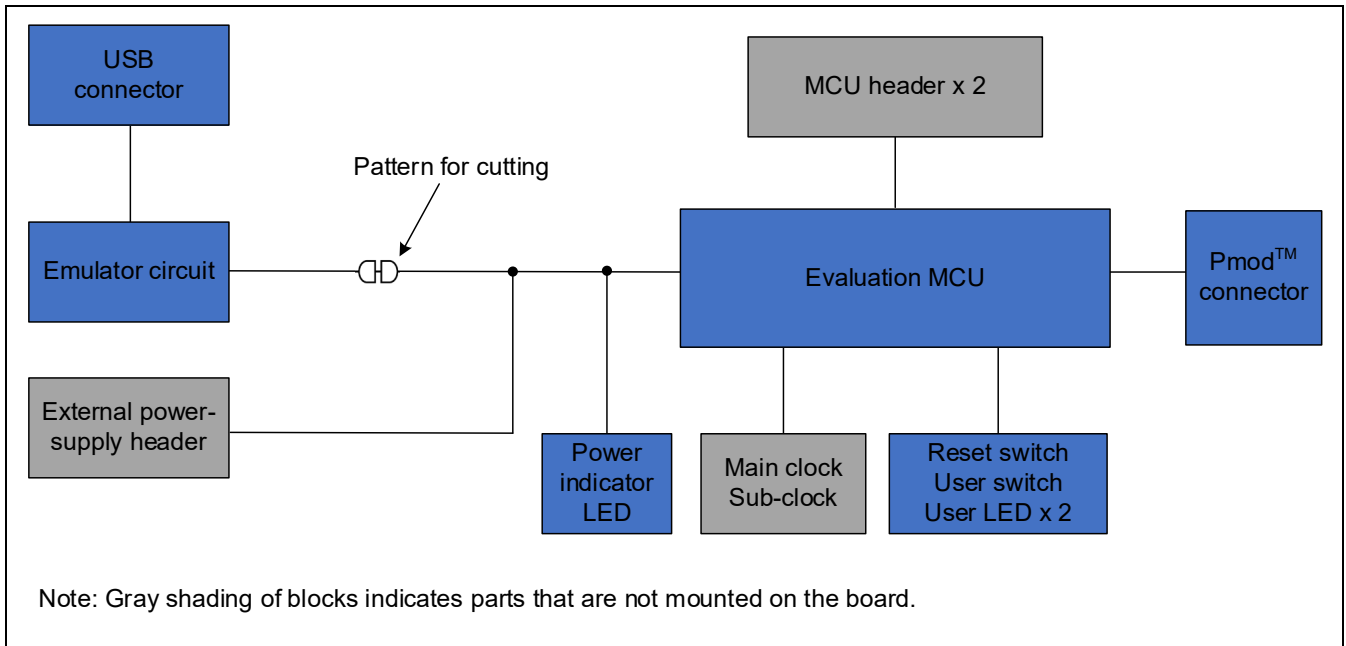 USB
connector
MCU header x 2
Pattern for cutting
Emulator circuit
Evaluation MCU
Pmod™
connector
External power-
supply header
Power
indicator
LED
Main clock
Sub-clock
Reset switch
User switch
User LED x 2
Note: Gray shading of blocks indicates parts that are not mounted on the board.